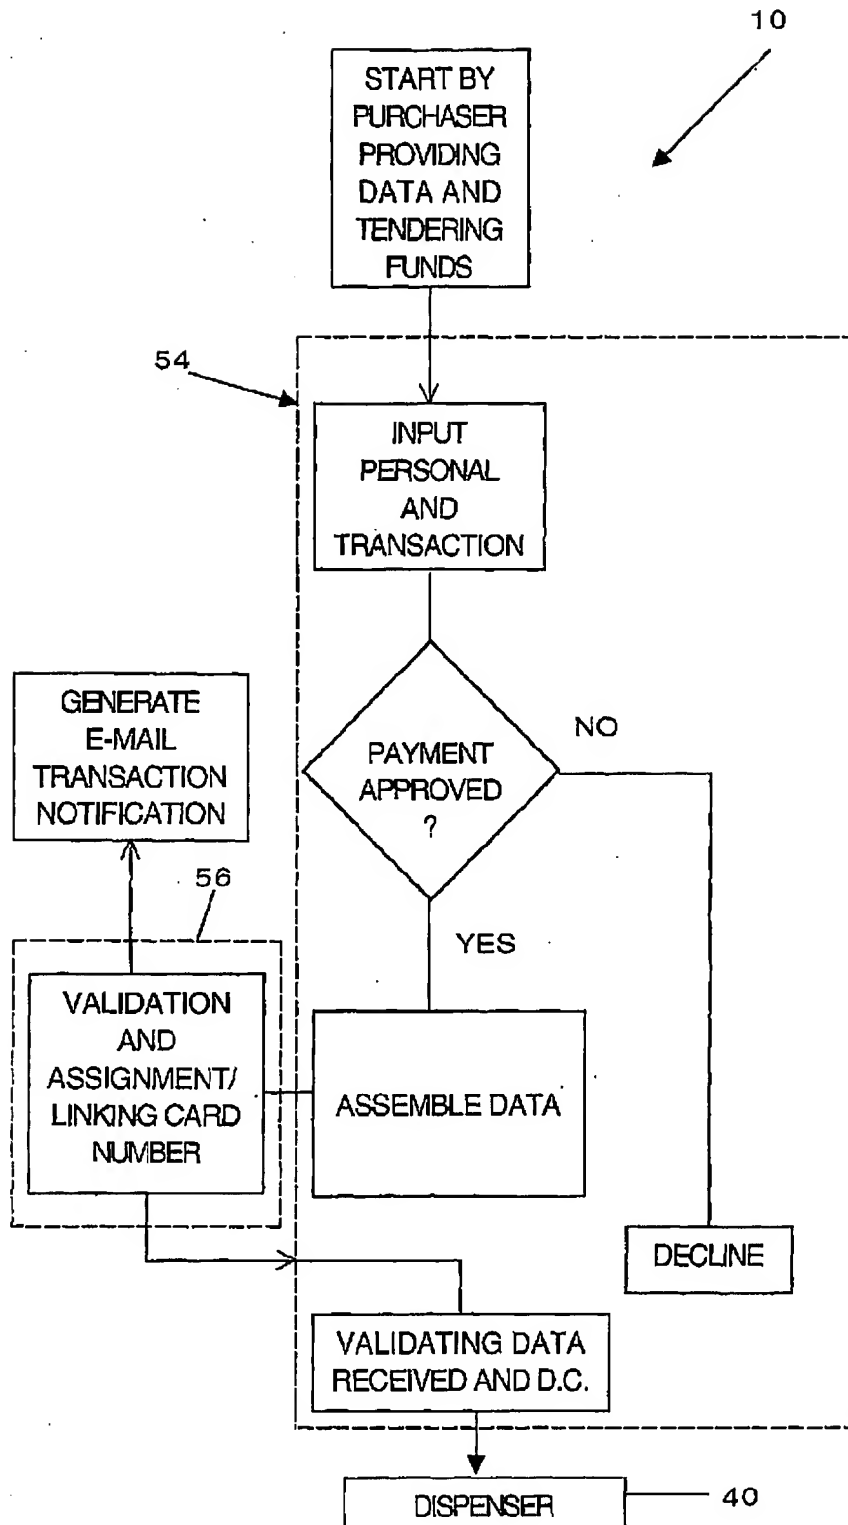 10
START BY
PURCHASER
PROVIDING
DATA AND
TENDERING
FUNDS
54
INPUT
PERSONAL
AND
TRANSACTION
GENERATE
E-MAIL
TRANSACTION
NOTIFICATION
PAYMENT
APPROVED
?
NO
56
YES
VALIDATION
AND
ASSIGNMENT/
LINKING CARD
NUMBER
ASSEMBLE DATA
DECLINE
VALIDATING DATA
RECEIVED AND D.C.
DISPENSER
40